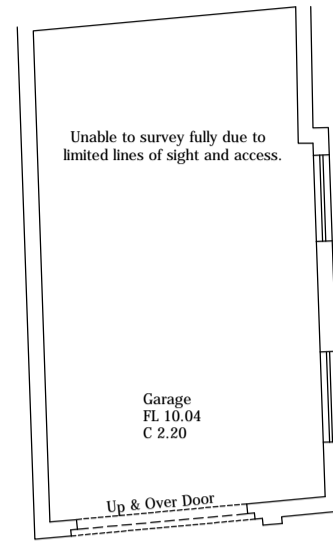 Unable to survey fully due to
limited lines of sight and access.
Garage
FL 10.04
C 2.20
Up & Over Door